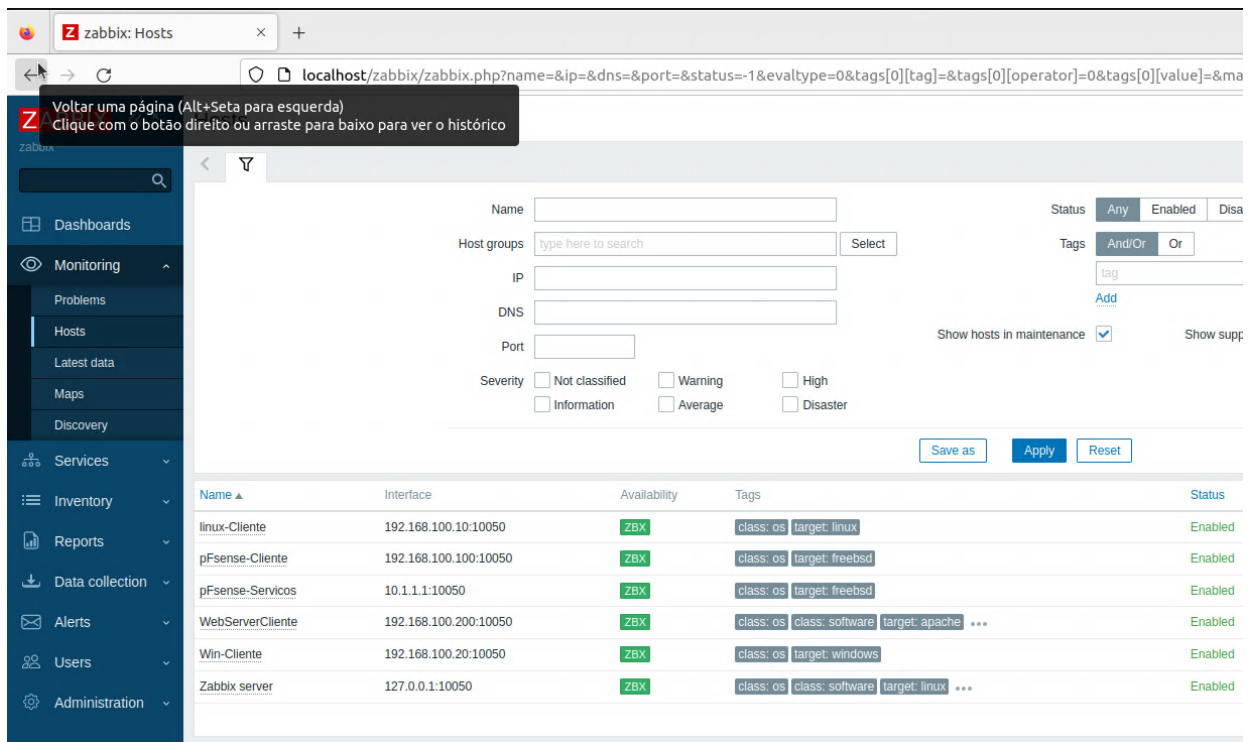 zabbix: Hosts
localhost/zabbix/zabbix.php?name=&ip=&dns=&port=&status=-1&evaltype=0&tags[0][tag]=&tags[0][operator]=0&tags[0][value]=&ma
Voltar uma página (Alt+Seta para esquerda)
Clique com o botão direito ou arraste para baixo para ver o histórico
zabbix
Dashboards
Monitoring
Problems
Hosts
Latest data
Maps
Discovery
Services
Inventory
Reports
Data collection
Alerts
Users
Administration
Name
Host groups type here to search Select
IP
DNS
Port
Severity Not classified Warning High
Information Average Disaster
Status Any Enabled Disa
Tags And/Or Or
tag
Add
Show hosts in maintenance Show supp
Save as Apply Reset
Name Interface Availability Tags Status
linux-Cliente 192.168.100.10:10050 ZBX class: os target: linux Enabled
pFsense-Cliente 192.168.100.100:10050 ZBX class: os target: freebsd Enabled
pFsense-Servicos 10.1.1.1:10050 ZBX class: os target: freebsd Enabled
WebServerCliente 192.168.100.200:10050 ZBX class: os class: software target: apache ••• Enabled
Win-Cliente 192.168.100.20:10050 ZBX class: os target: windows Enabled
Zabbix server 127.0.0.1:10050 ZBX class: os class: software target: linux ••• Enabled